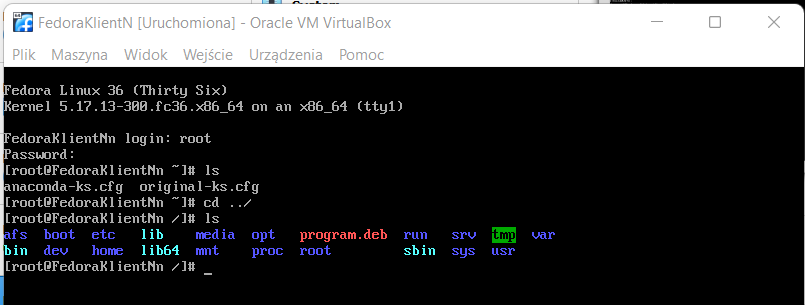 FedoraKlientN [Uruchomiona] - Oracle VM VirtualBox
Plik Maszyna Widok Wejście Urządzenia Pomoc
Fedora Linux 36 (Thirty Six)
Kernel 5.17.13-300.fc36.x86_64 on an x86_64 (tty1)
FedoraKlientNn login: root
Password:
[root@FedoraKlientNn ~]# ls
anaconda-ks.cfg original-ks.cfg
[root@FedoraKlientNn ~]# cd ../
[root@FedoraKlientNn /]# ls
afs boot etc lib media opt program.deb run srv tmp var
bin dev home lib64 mnt proc root sbin sys usr
[root@FedoraKlientNn /]# _